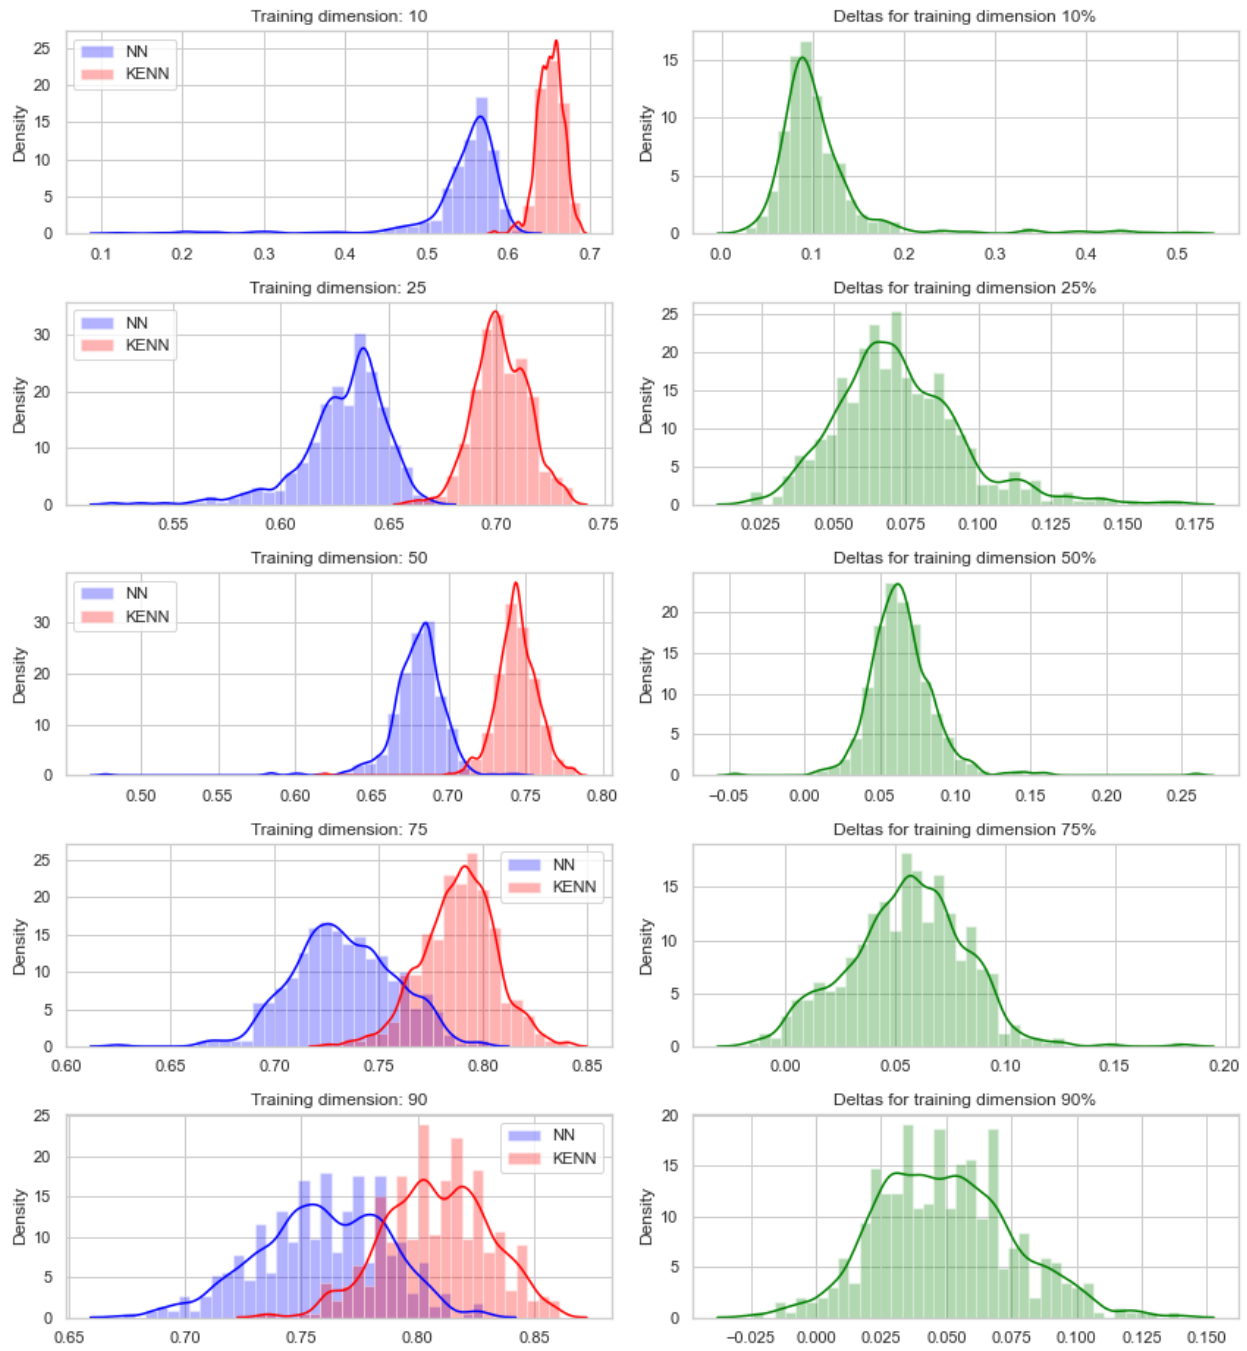 Training dimension: 10
NN
KENN
Density
25
20
15
10
5
0
0.1 0.2 0.3 0.4 0.5 0.6 0.7
Deltas for training dimension 10%
Density
15
10
5
0
0.0 0.1 0.2 0.3 0.4 0.5
Training dimension: 25
NN
KENN
Density
30
20
10
0
0.55 0.60 0.65 0.70 0.75
Deltas for training dimension 25%
Density
25
20
15
10
5
0
0.025 0.050 0.075 0.100 0.125 0.150 0.175
Training dimension: 50
NN
KENN
Density
30
20
10
0
0.50 0.55 0.60 0.65 0.70 0.75 0.80
Deltas for training dimension 50%
Density
20
15
10
5
0
−0.05 0.00 0.05 0.10 0.15 0.20 0.25
Training dimension: 75
NN
KENN
Density
25
20
15
10
5
0
0.60 0.65 0.70 0.75 0.80 0.85
Deltas for training dimension 75%
Density
15
10
5
0
0.00 0.05 0.10 0.15 0.20
Training dimension: 90
NN
KENN
Density
25
20
15
10
5
0
0.65 0.70 0.75 0.80 0.85
Deltas for training dimension 90%
Density
20
15
10
5
0
−0.025 0.000 0.025 0.050 0.075 0.100 0.125 0.150